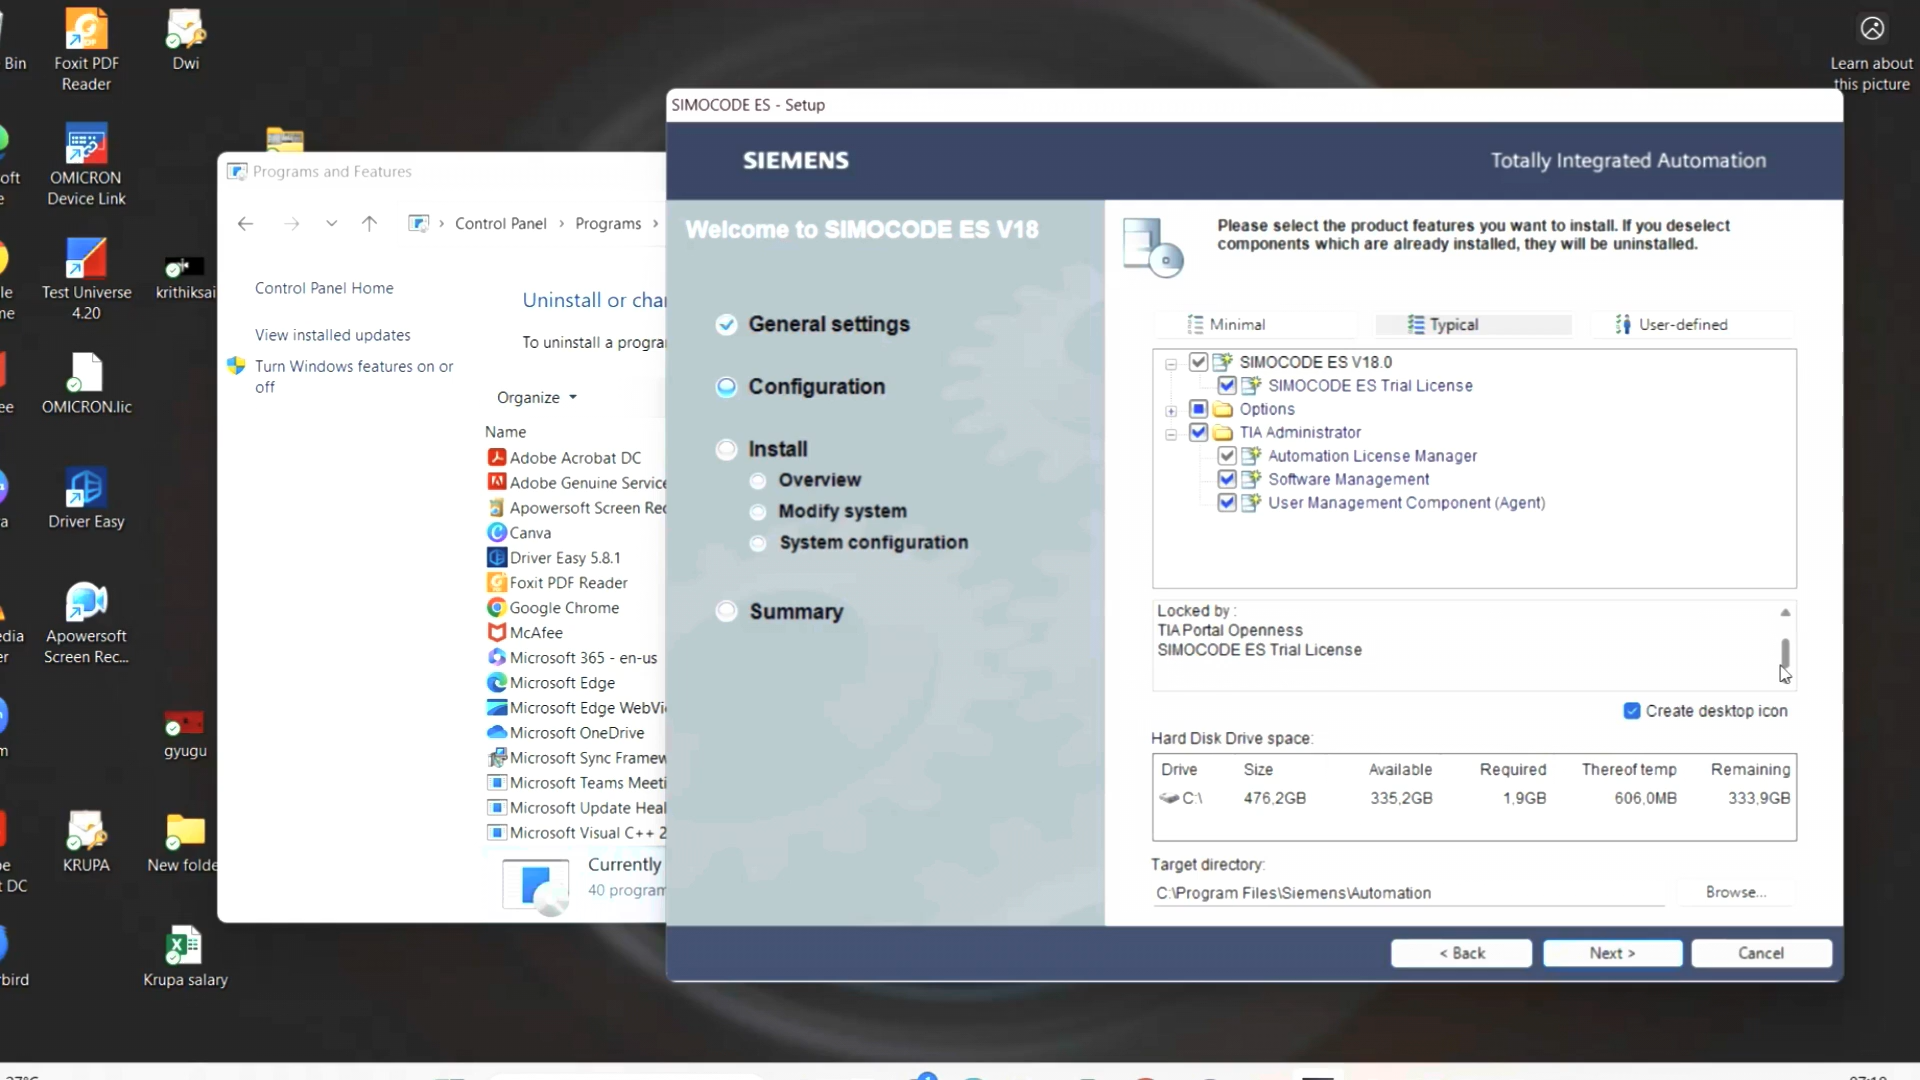 Bin
Foxit PDF
Reader
Dwi
Learn about
this picture
oft
e
OMICRON
Device Link
le
me
Test Universe
4.20
krithiksai
ee
OMICRON.lic
a
Driver Easy
dia
er
Apowersoft
Screen Rec...
m
gyugu
be
t DC
KRUPA
New folde
bird
Krupa salary
Programs and Features
Control Panel > Programs >
Control Panel Home
View installed updates
Turn Windows features on or
off
Uninstall or cha
To uninstall a progra
Organize
Name
Adobe Acrobat DC
Adobe Genuine Service
Apowersoft Screen Rec
Canva
Driver Easy 5.8.1
Foxit PDF Reader
Google Chrome
McAfee
Microsoft 365 - en-us
Microsoft Edge
Microsoft Edge WebVi
Microsoft OneDrive
Microsoft Sync Framew
Microsoft Teams Meeti
Microsoft Update Heal
Microsoft Visual C++ 2
Currently
40 program
SIMOCODE ES - Setup
SIEMENS
Totally Integrated Automation
Welcome to SIMOCODE ES V18
General settings
Configuration
Install
Overview
Modify system
System configuration
Summary
Please select the product features you want to install. If you deselect
components which are already installed, they will be uninstalled.
Minimal
Typical
User-defined
SIMOCODE ES V18.0
SIMOCODE ES Trial License
Options
TIA Administrator
Automation License Manager
Software Management
User Management Component (Agent)
Locked by :
TIA Portal Openness
SIMOCODE ES Trial License
Create desktop icon
Hard Disk Drive space:
Drive Size Available Required Thereof temp Remaining
C:\ 476,2GB 335,2GB 1,9GB 606,0MB 333,9GB
Target directory:
C:\Program Files\Siemens\Automation
Browse...
< Back
Next >
Cancel